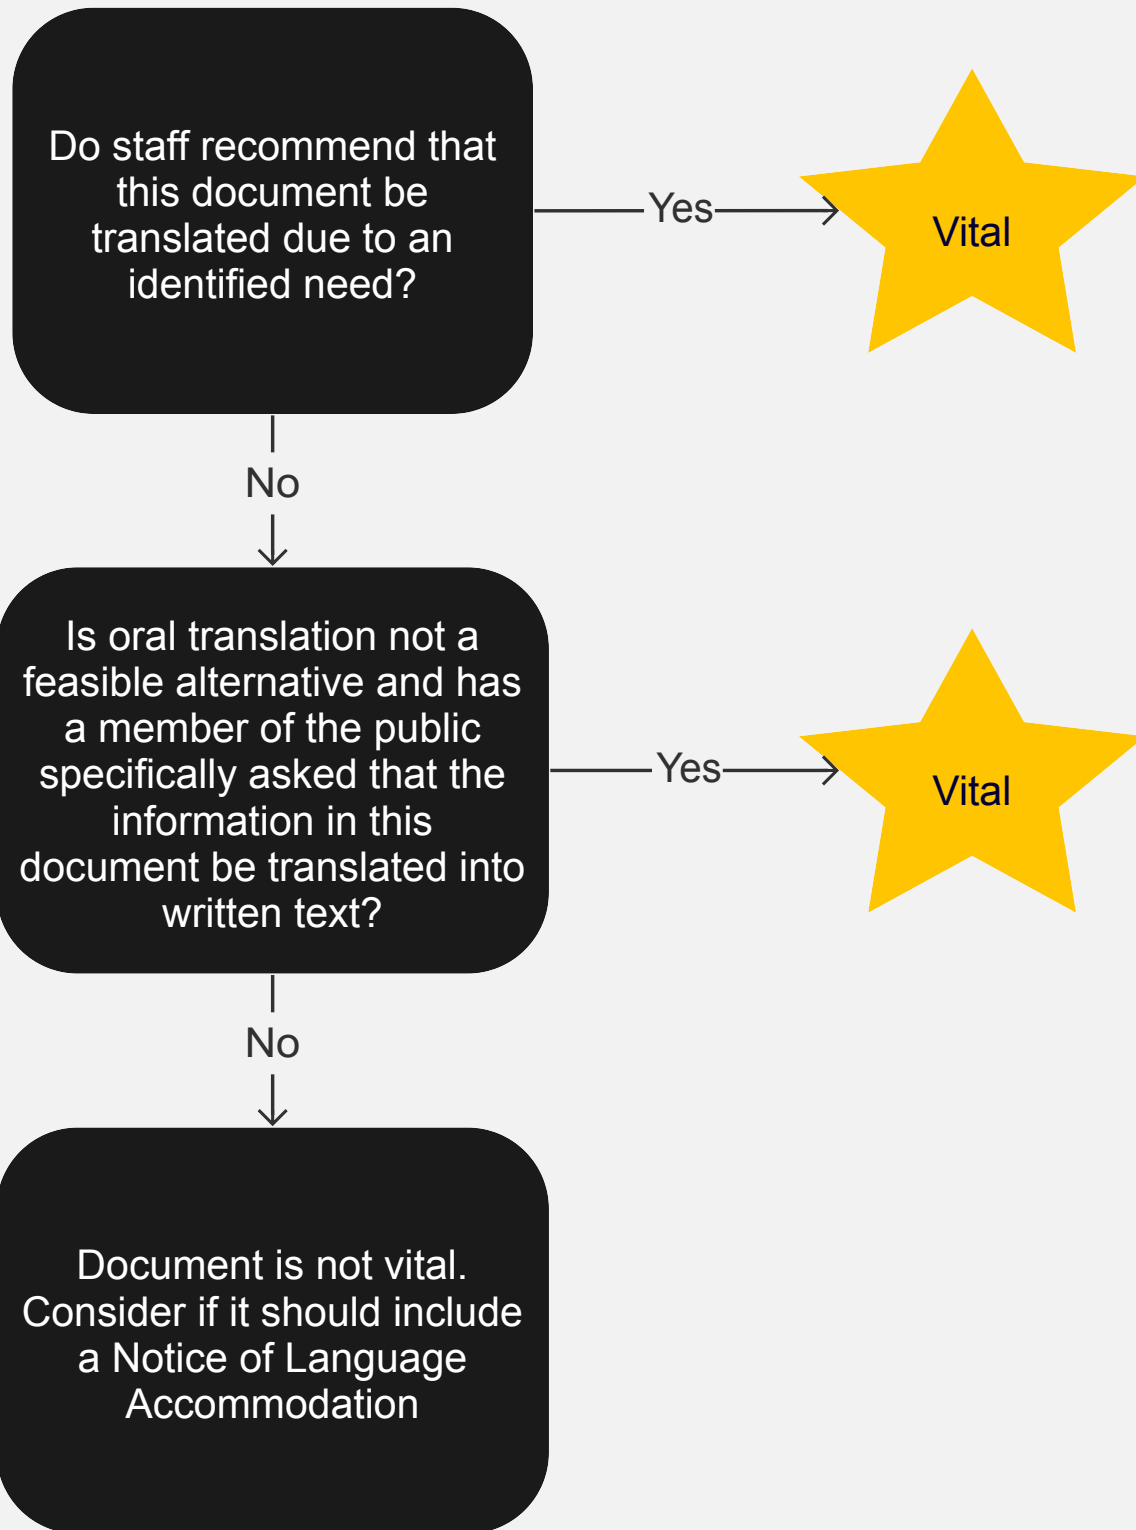 Do staff recommend that
this document be
translated due to an
identified need?
Yes
Vital
No
Is oral translation not a
feasible alternative and has
a member of the public
specifically asked that the
information in this
document be translated into
written text?
Yes
Vital
No
Document is not vital.
Consider if it should include
a Notice of Language
Accommodation